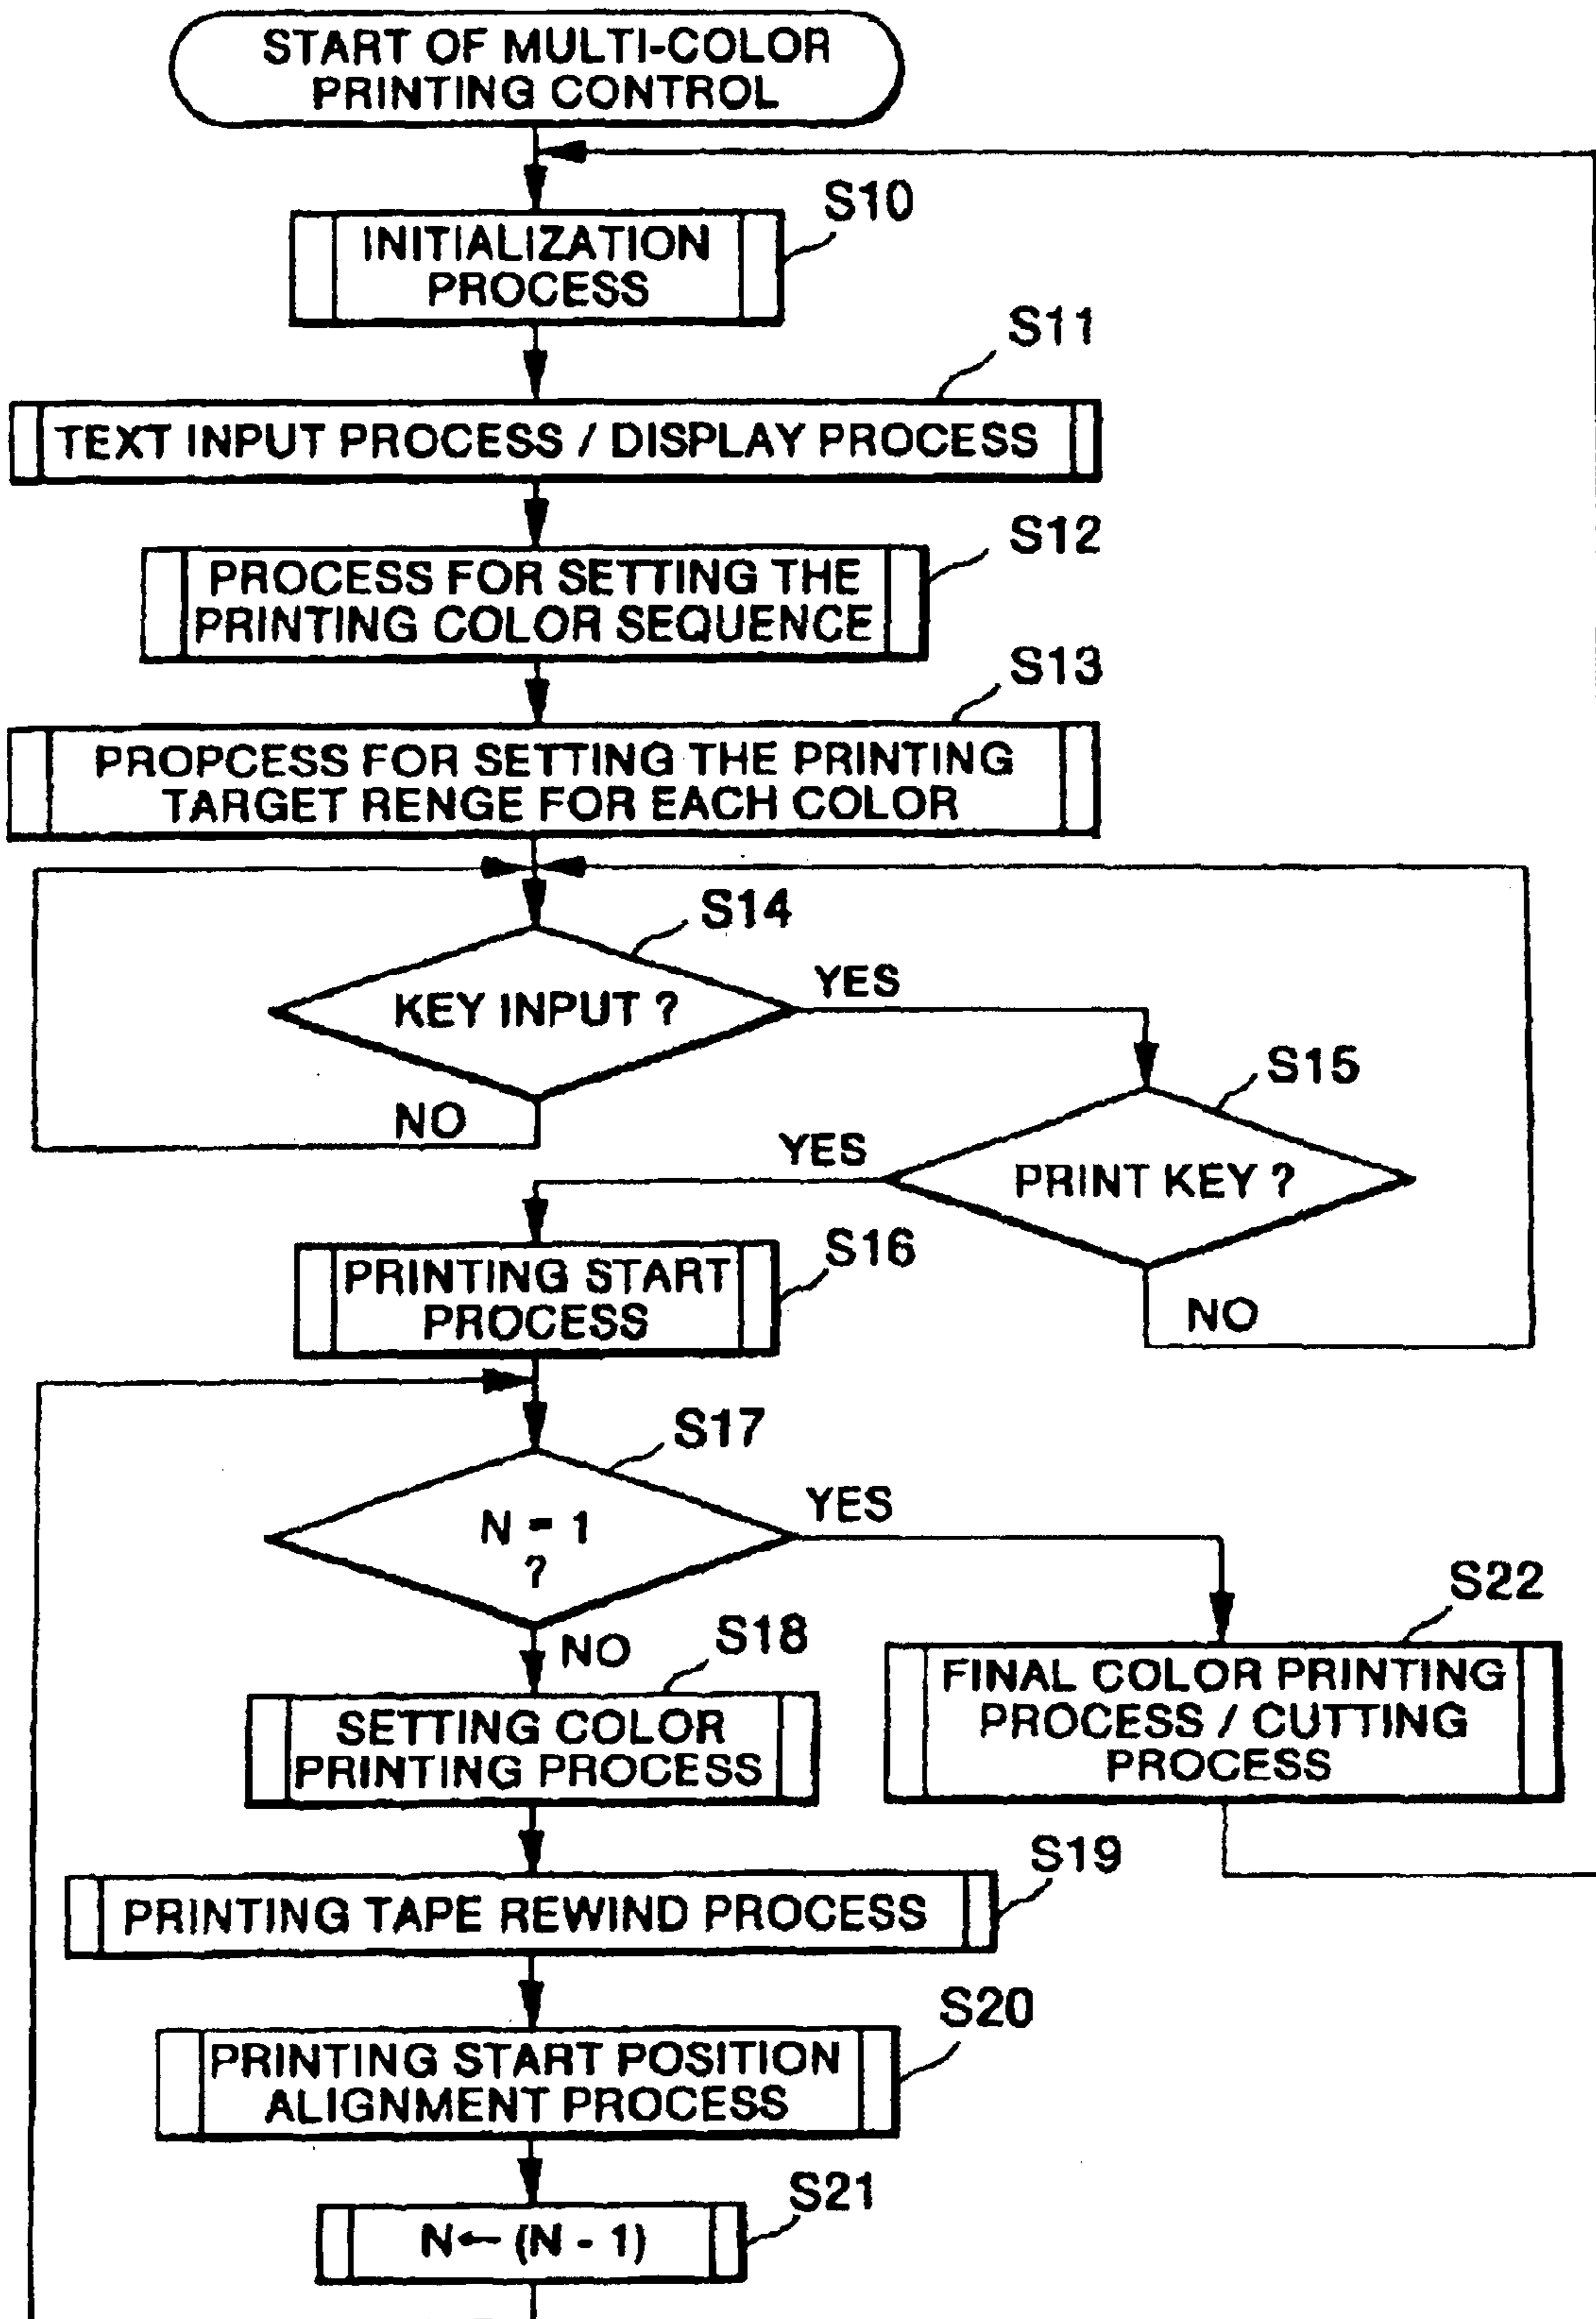 START OF MULTI-COLOR
PRINTING CONTROL
S10
INITIALIZATION
PROCESS
S11
TEXT INPUT PROCESS / DISPLAY PROCESS
S12
PROCESS FOR SETTING THE
PRINTING COLOR SEQUENCE
S13
PROPCESS FOR SETTING THE PRINTING
TARGET RENGE FOR EACH COLOR
S14
KEY INPUT ?
YES
NO
S15
PRINT KEY ?
YES
NO
S16
PRINTING START
PROCESS
S17
N = 1
?
YES
NO
S18
SETTING COLOR
PRINTING PROCESS
S22
FINAL COLOR PRINTING
PROCESS / CUTTING
PROCESS
S19
PRINTING TAPE REWIND PROCESS
S20
PRINTING START POSITION
ALIGNMENT PROCESS
S21
N ← (N - 1)